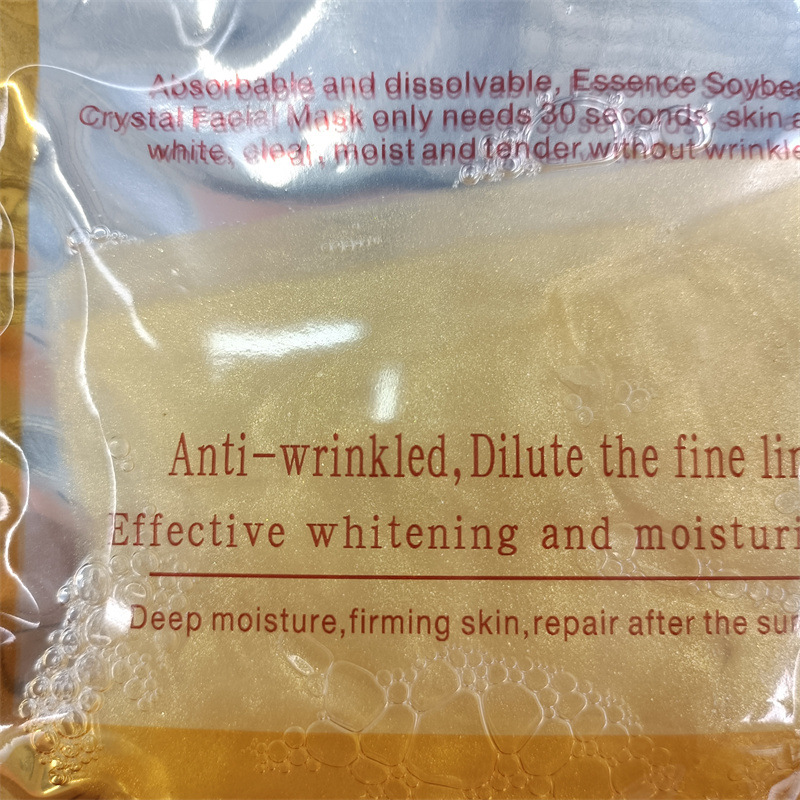 Absorbable and dissolvable, Essence Soybea
Crystal Facial Mask only needs 30 seconds, skin a
white, clear, moist and tender without wrinkle
Anti-wrinkled,Dilute the fine lin
Effective whitening and moisturi
Deep moisture,firming skin,repair after the sun